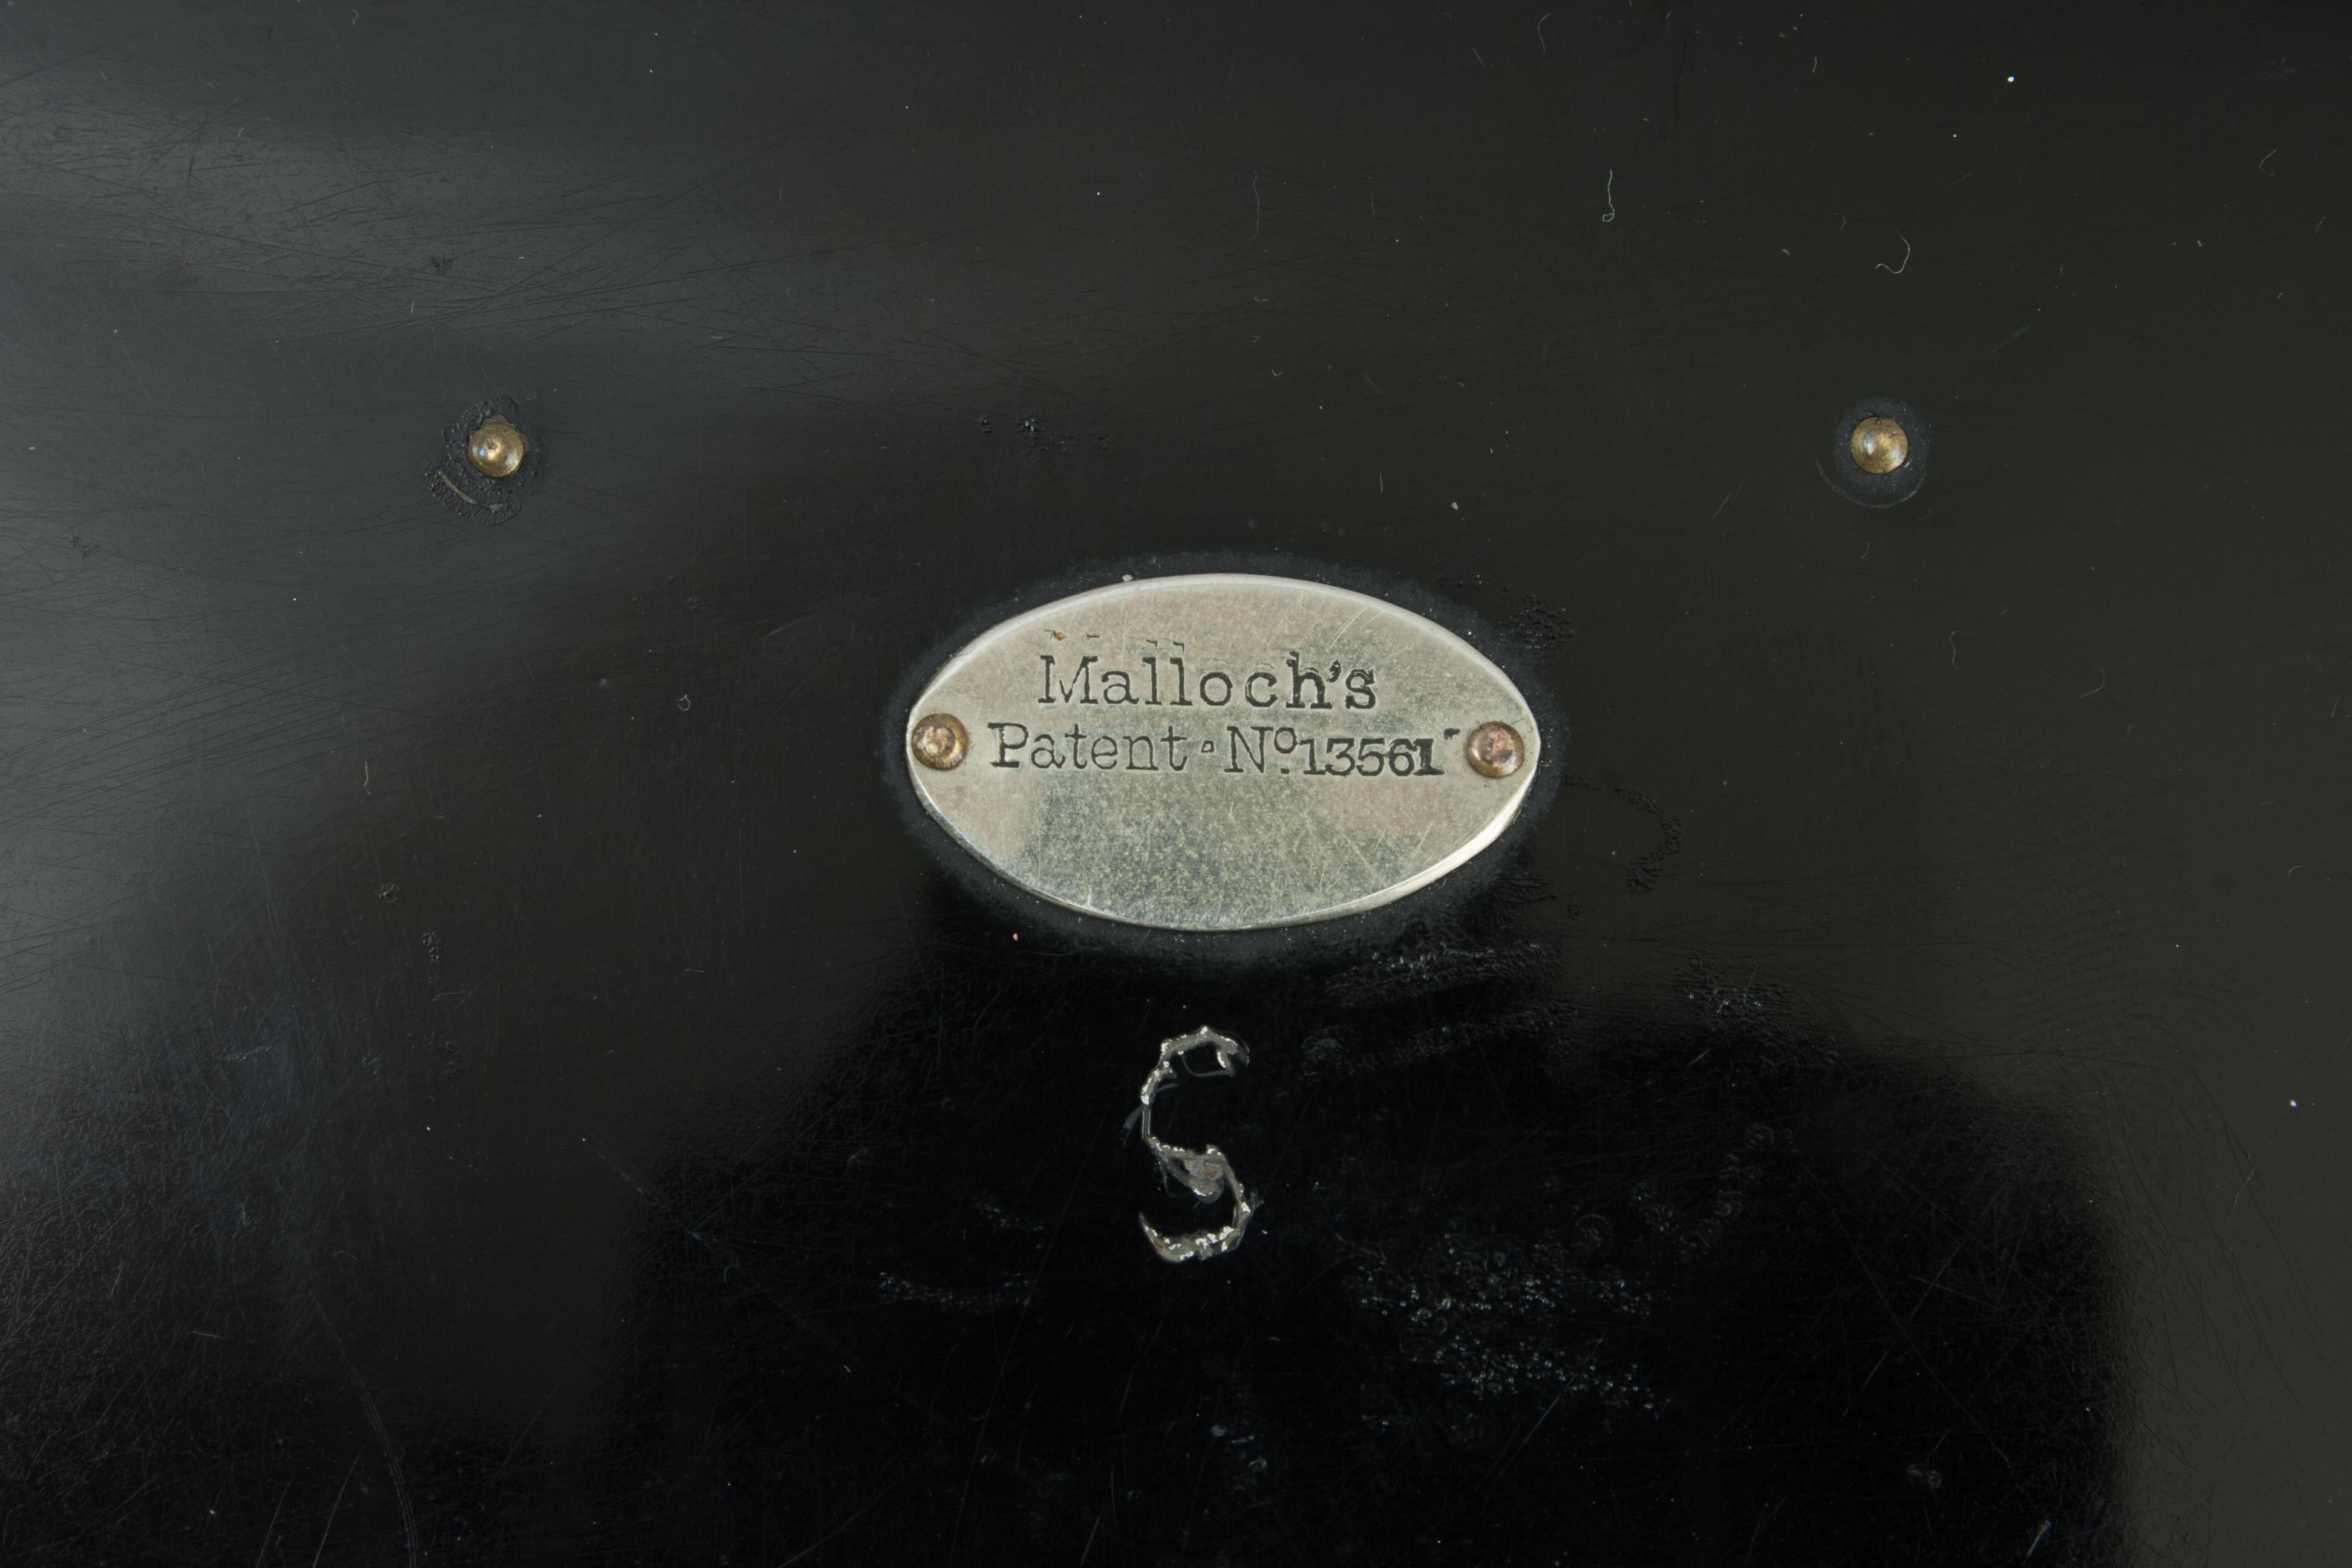 Malloch's
Patent · Nº 13561
S